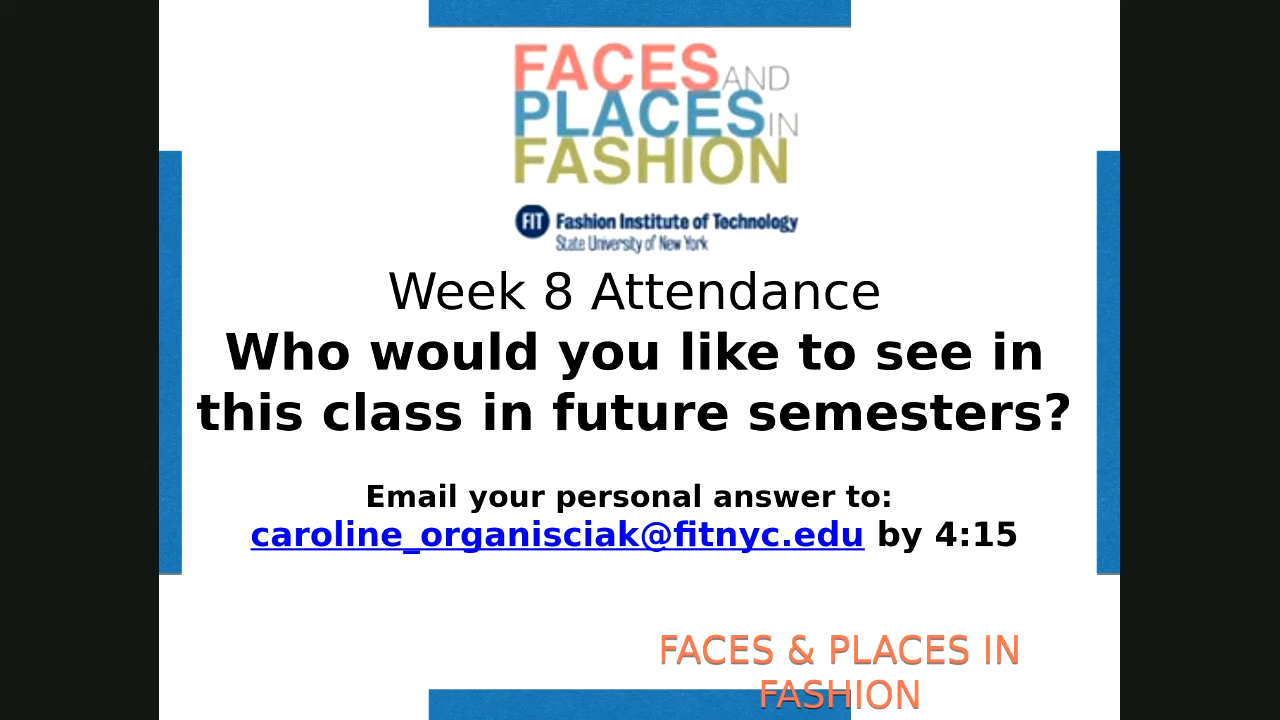 FACES AND
PLACES IN
FASHION
FIT Fashion Institute of Technology
State University of New York
Week 8 Attendance
Who would you like to see in
this class in future semesters?
Email your personal answer to:
caroline_organisciak@fitnyc.edu by 4:15
FACES & PLACES IN
FASHION